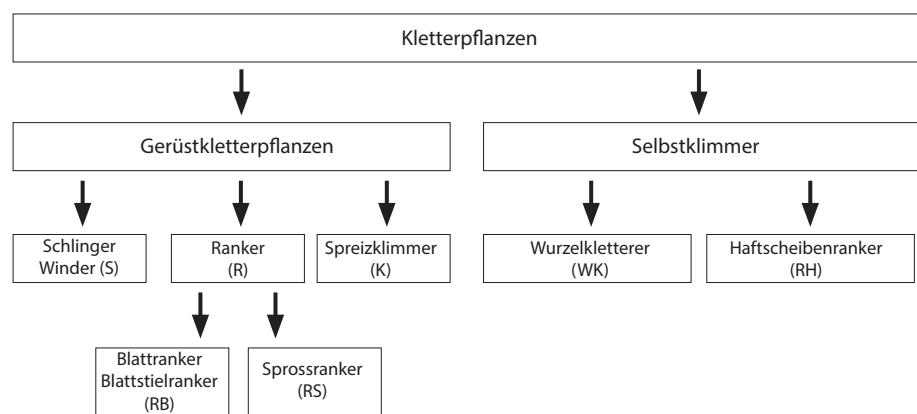 Kletterpflanzen
Gerüstkletterpflanzen
Selbstklimmer
Schlinger
Winder (S)
Ranker
(R)
Spreizklimmer
(K)
Wurzelkletterer
(WK)
Haftscheibenranker
(RH)
Blattranker
Blattstielranker
(RB)
Sprossranker
(RS)